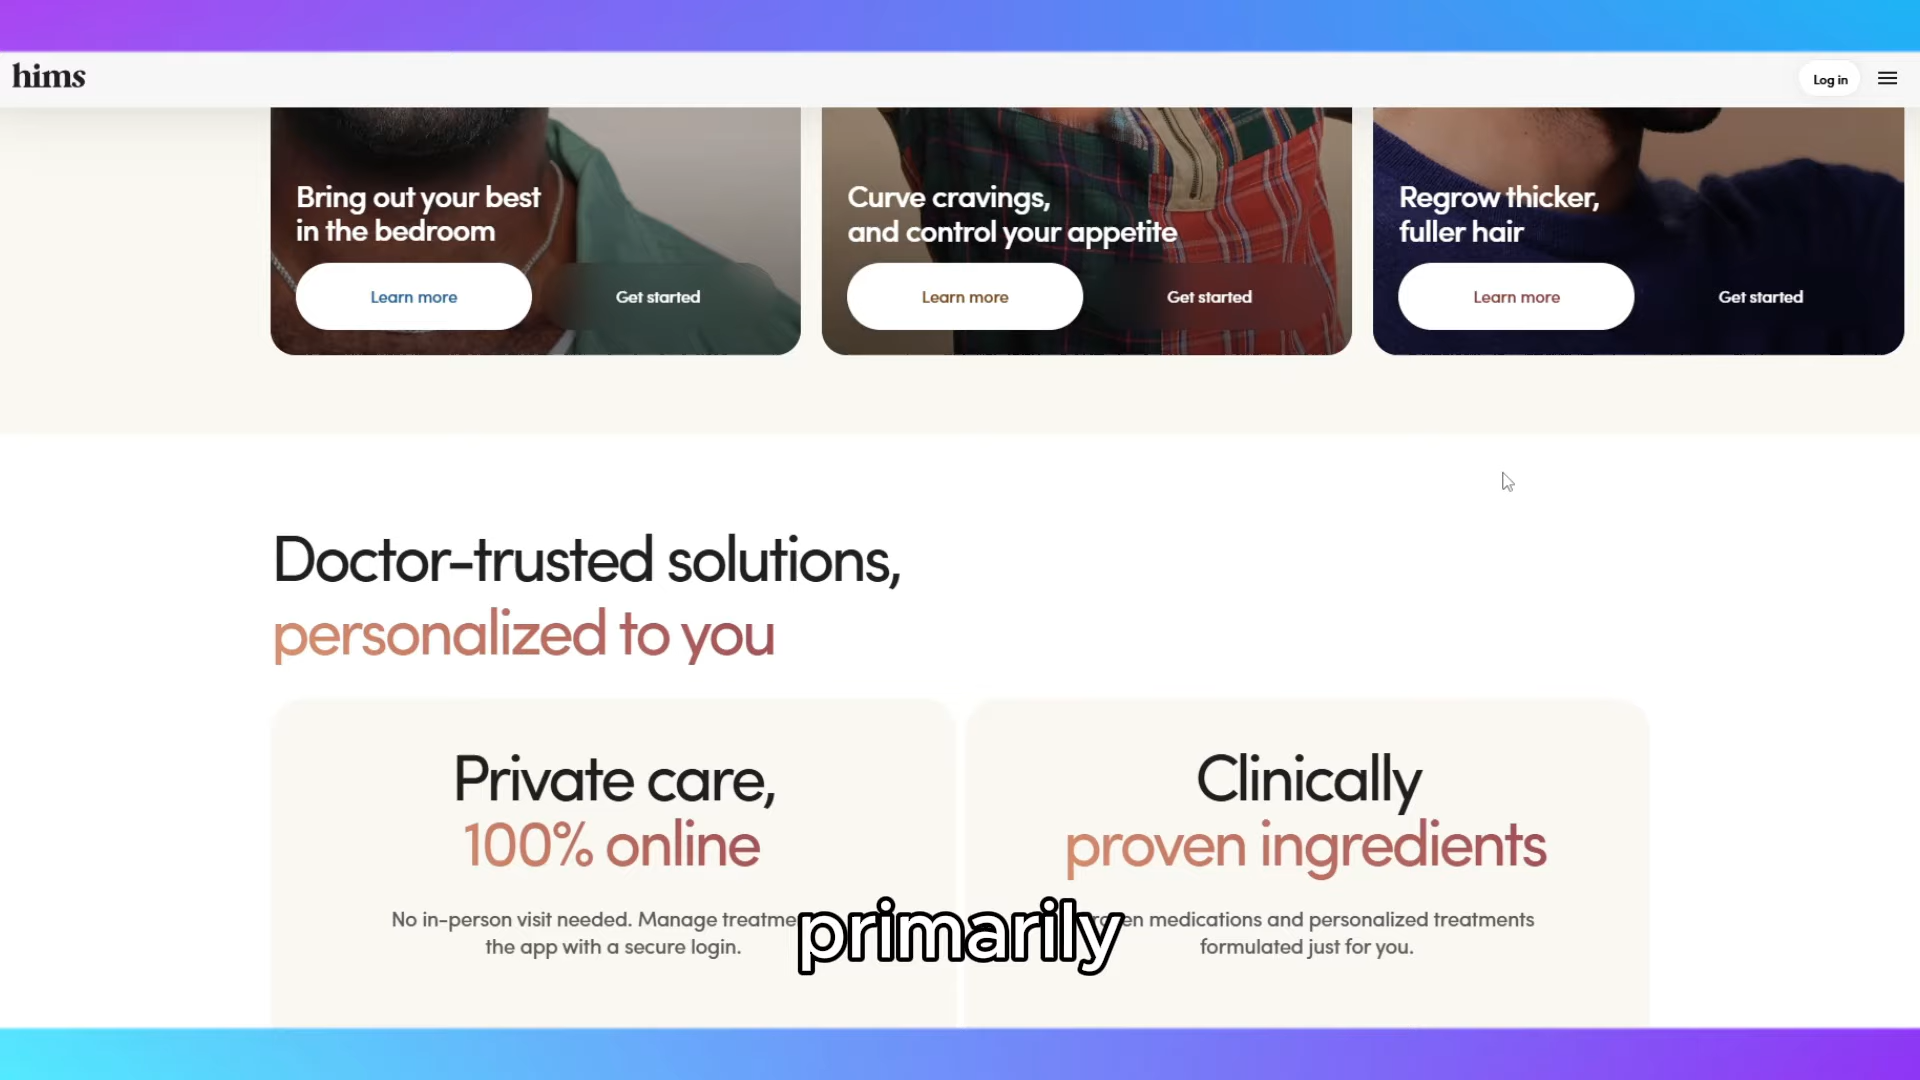 hims
Log in
Bring out your best
in the bedroom
Learn more
Get started
Curve cravings,
and control your appetite
Learn more
Get started
Regrow thicker,
fuller hair
Learn more
Get started
Doctor-trusted solutions,
personalized to you
Private care,
100% online
No in-person visit needed. Manage
the app with a secure login.
Clinically
proven ingredients
medications and personalized treatments
formulated just for you.
primarily